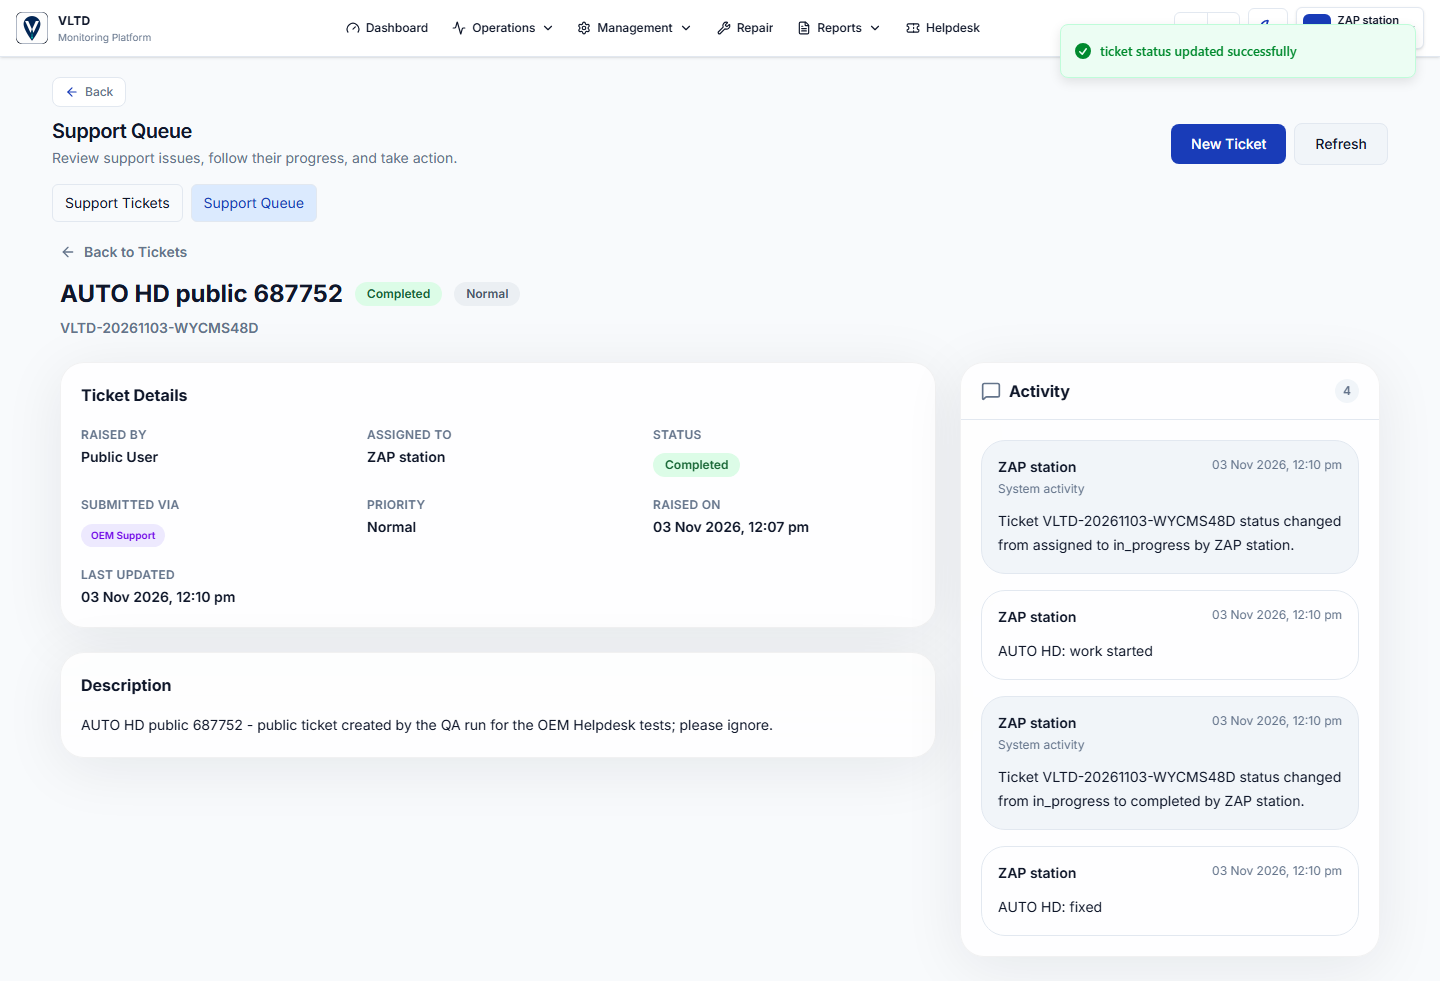 VLTD
Monitoring Platform
Dashboard
Operations
Management
Repair
Reports
Helpdesk
ZAP station
ticket status updated successfully
Back
Support Queue
Review support issues, follow their progress, and take action.
New Ticket
Refresh
Support Tickets
Support Queue
Back to Tickets
AUTO HD public 687752
Completed
Normal
VLTD-20261103-WYCMS48D
Ticket Details
RAISED BY
Public User
ASSIGNED TO
ZAP station
STATUS
Completed
SUBMITTED VIA
OEM Support
PRIORITY
Normal
RAISED ON
03 Nov 2026, 12:07 pm
LAST UPDATED
03 Nov 2026, 12:10 pm
Description
AUTO HD public 687752 - public ticket created by the QA run for the OEM Helpdesk tests; please ignore.
Activity
4
ZAP station
03 Nov 2026, 12:10 pm
System activity
Ticket VLTD-20261103-WYCMS48D status changed
from assigned to in_progress by ZAP station.
ZAP station
03 Nov 2026, 12:10 pm
AUTO HD: work started
ZAP station
03 Nov 2026, 12:10 pm
System activity
Ticket VLTD-20261103-WYCMS48D status changed
from in_progress to completed by ZAP station.
ZAP station
03 Nov 2026, 12:10 pm
AUTO HD: fixed